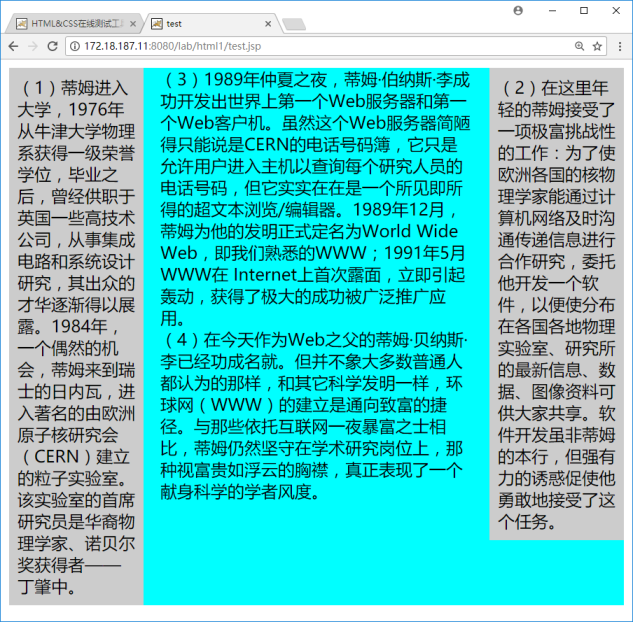 HTML&CSS在线测试工
test
172.18.187.11:8080/lab/html1/test.jsp
（1）蒂姆进入
大学，1976年
从牛津大学物理
系获得一级荣誉
学位，毕业之
后，曾经供职于
英国一些高技术
公司，从事集成
电路和系统设计
研究，其出众的
才华逐渐得以展
露。1984年，
一个偶然的机
会，蒂姆来到瑞
士的日内瓦，进
入著名的由欧洲
原子核研究会
（CERN）建立
的粒子实验室。
该实验室的首席
研究员是华裔物
理学家、诺贝尔
奖获得者——
丁肇中。
（3）1989年仲夏之夜，蒂姆·伯纳斯·李成
功开发出世界上第一个Web服务器和第一
个Web客户机。虽然这个Web服务器简陋
得只能说是CERN的电话号码簿，它只是
允许用户进入主机以查询每个研究人员的
电话号码，但它实实在在是一个所见即所
得的超文本浏览/编辑器。1989年12月，
蒂姆为他的发明正式定名为World Wide
Web，即我们熟悉的WWW；1991年5月
WWW在 Internet上首次露面，立即引起
轰动，获得了极大的成功被广泛推广应
用。
（4）在今天作为Web之父的蒂姆·贝纳斯·
李已经功成名就。但并不象大多数普通人
都认为的那样，和其它科学发明一样，环
球网（WWW）的建立是通向致富的捷
径。与那些依托互联网一夜暴富之士相
比，蒂姆仍然坚守在学术研究岗位上，那
种视富贵如浮云的胸襟，真正表现了一个
献身科学的学者风度。
（2）在这里年
轻的蒂姆接受了
一项极富挑战性
的工作：为了使
欧洲各国的核物
理学家能通过计
算机网络及时沟
通传递信息进行
合作研究，委托
他开发一个软
件，以便使分布
在各国各地物理
实验室、研究所
的最新信息、数
据、图像资料可
供大家共享。软
件开发虽非蒂姆
的本行，但强有
力的诱惑促使他
勇敢地接受了这
个任务。